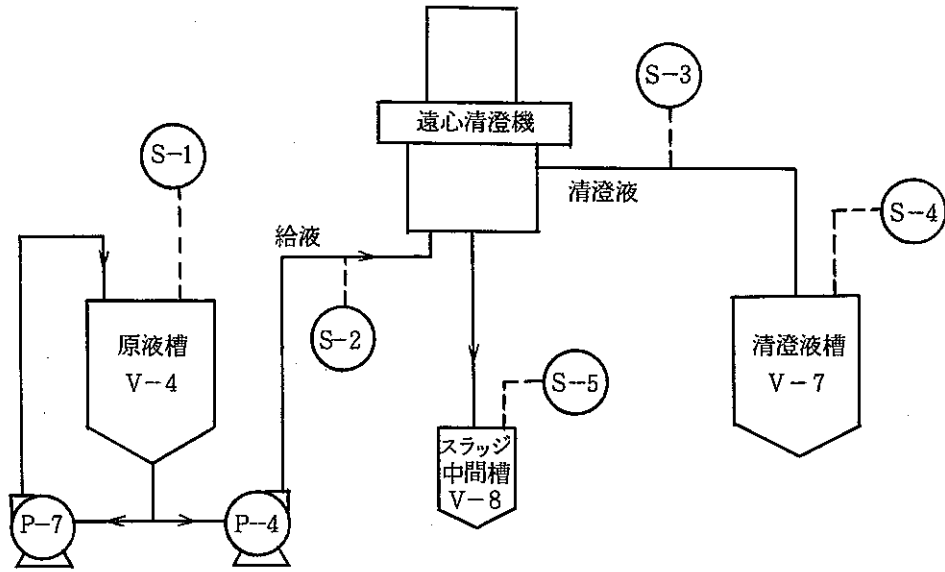 S-3
遠心清澄機
S-1
清澄液
S-4
給液
原液槽
V-4
S-2
清澄液槽
V-7
S-5
スラッジ
中間槽
V-8
P-7
P-4